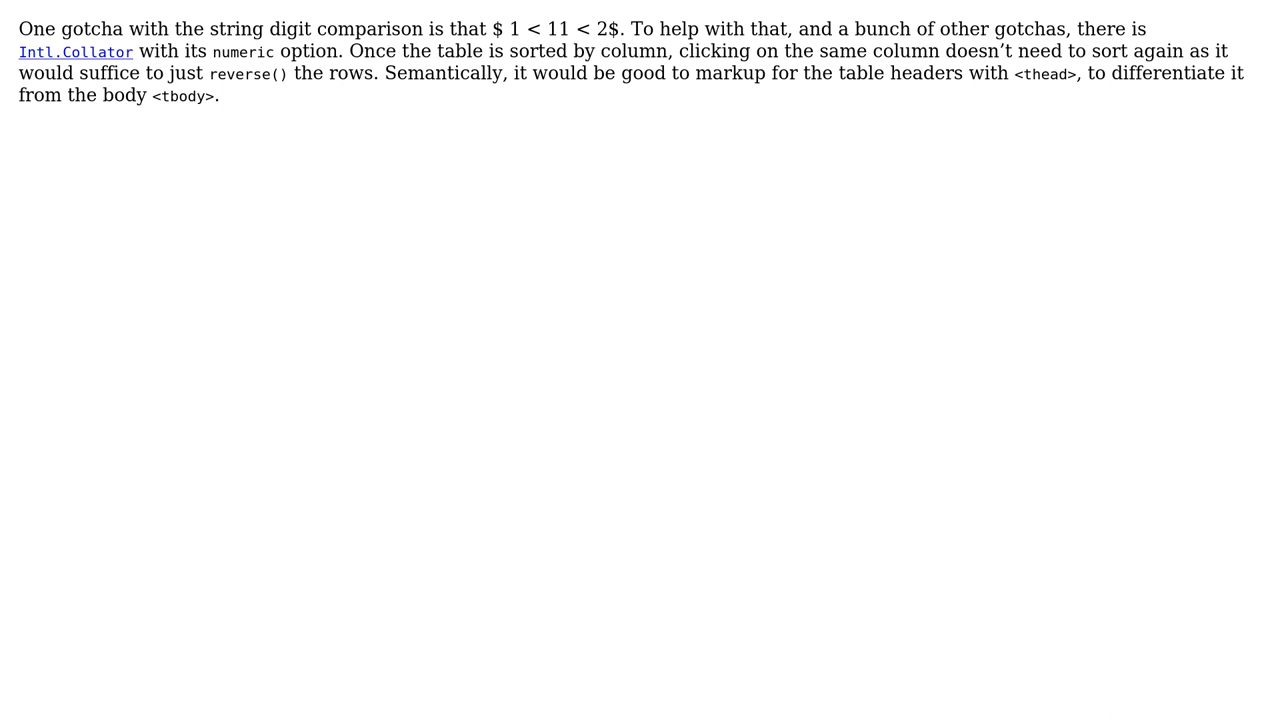 One gotcha with the string digit comparison is that $ 1 < 11 < 2$. To help with that, and a bunch of other gotchas, there is
Intl.Collator with its numeric option. Once the table is sorted by column, clicking on the same column doesn’t need to sort again as it
would suffice to just reverse() the rows. Semantically, it would be good to markup for the table headers with <thead>, to differentiate it
from the body <tbody>.